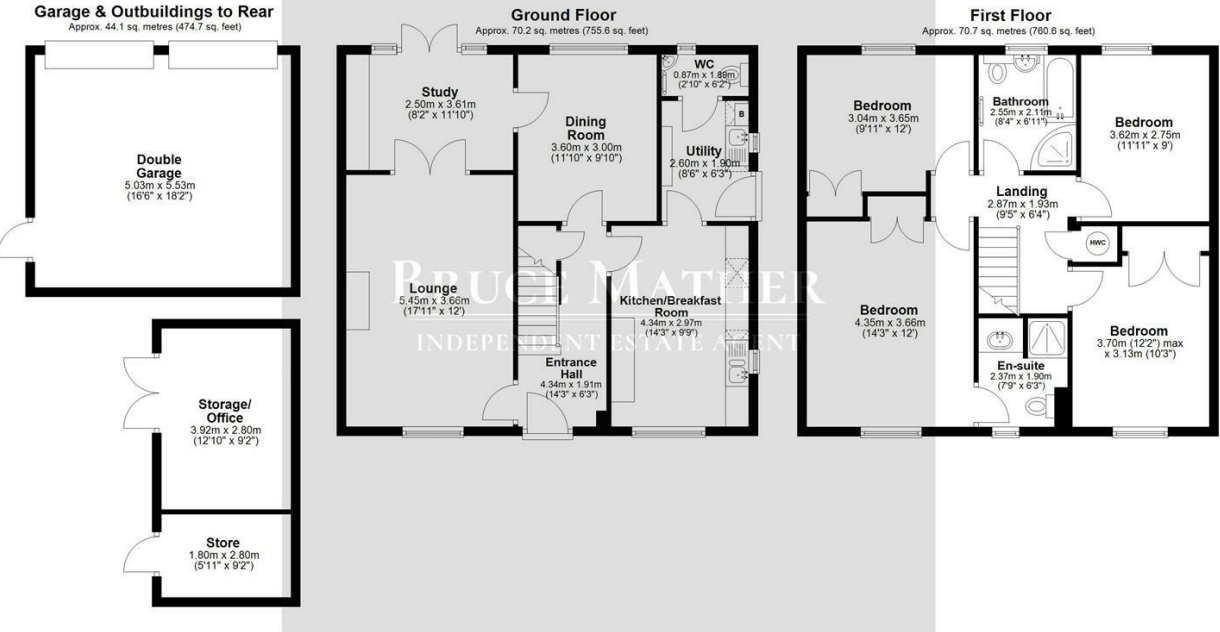 Garage & Outbuildings to Rear
Approx. 44.1 sq. metres (474.7 sq. feet)
Double
Garage
5.03m x 5.53m
(16'6" x 18'2")
Storage/
Office
3.92m x 2.80m
(12'10" x 9'2")
Store
1.80m x 2.80m
(5'11" x 9'2")
Ground Floor
Approx. 70.2 sq. metres (755.6 sq. feet)
Study
2.50m x 3.61m
(8'2" x 11'10")
Dining
Room
3.60m x 3.00m
(11'10" x 9'10")
WC
0.87m x 1.89m
(2'10" x 6'2")
B
Utility
2.60m x 1.90m
(8'6" x 6'3")
Lounge
5.45m x 3.66m
(17'11" x 12')
Kitchen/Breakfast
Room
4.34m x 2.97m
(14'3" x 9'9")
Entrance
Hall
4.34m x 1.91m
(14'3" x 6'3")
BRUCE MATHER
INDEPENDENT ESTATE AGENT
First Floor
Approx. 70.7 sq. metres (760.6 sq. feet)
Bedroom
3.04m x 3.65m
(9'11" x 12')
Bathroom
2.55m x 2.11m
(8'4" x 6'11")
Bedroom
3.62m x 2.75m
(11'11" x 9')
Landing
2.87m x 1.93m
(9'5" x 6'4")
HWC
Bedroom
4.35m x 3.66m
(14'3" x 12')
Bedroom
3.70m (12'2") max
x 3.13m (10'3")
En-suite
2.37m x 1.90m
(7'9" x 6'3")